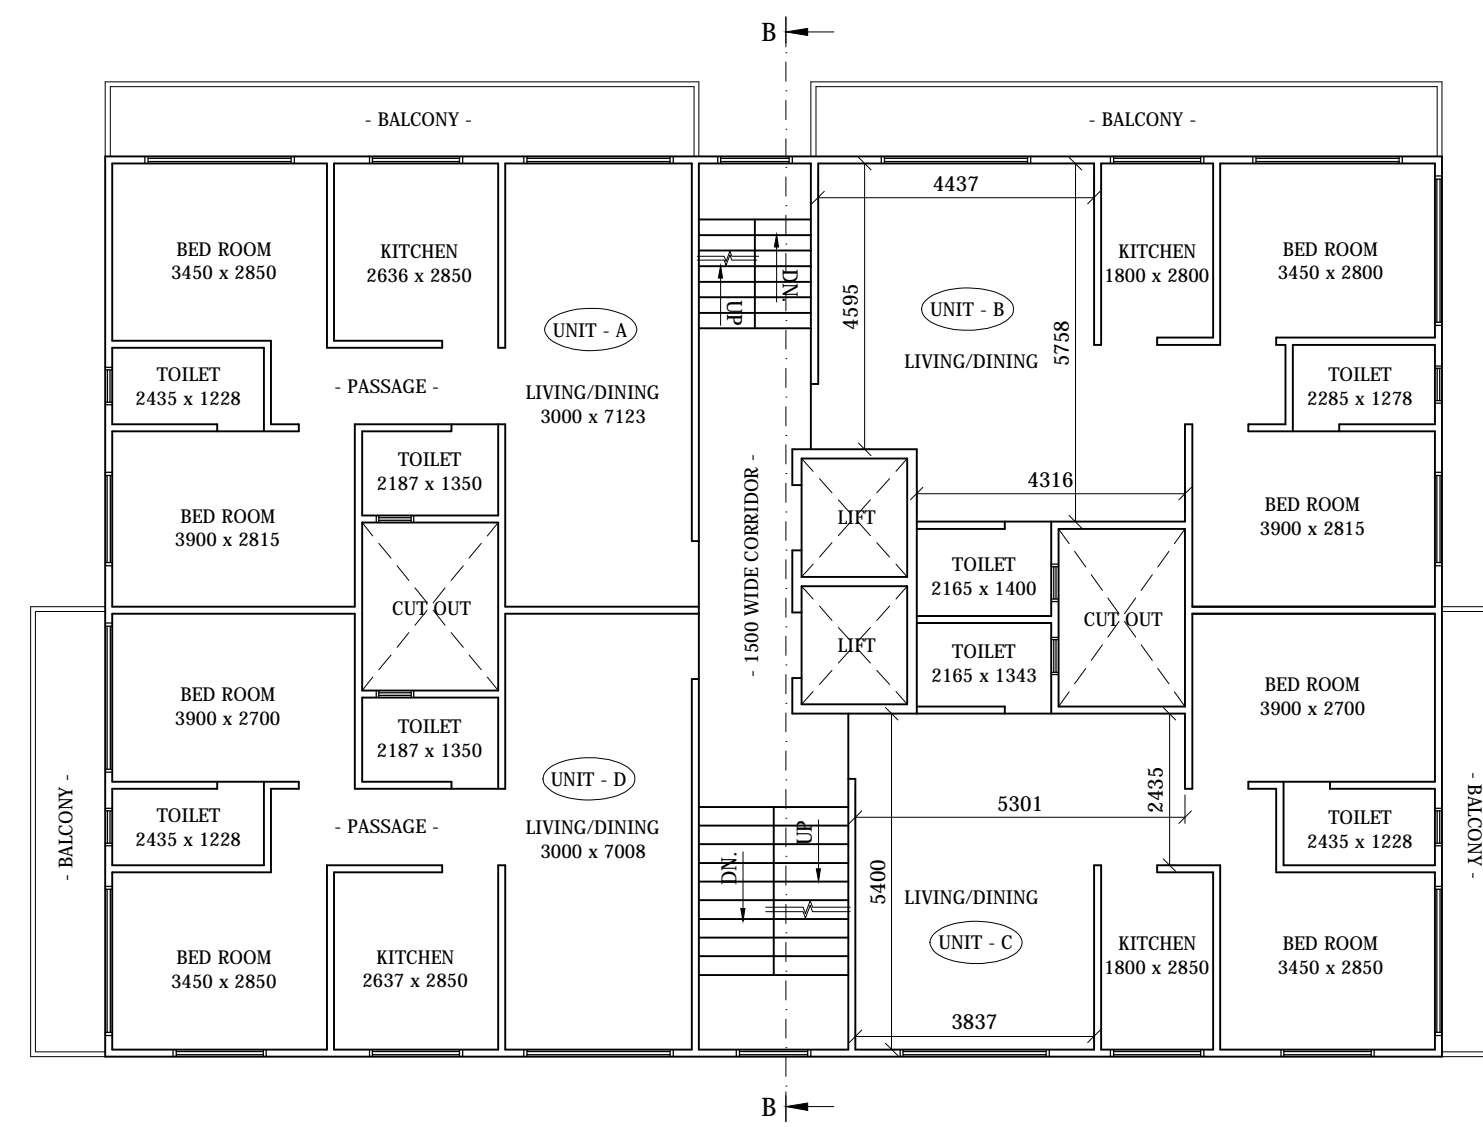 B
- BALCONY -
- BALCONY -
4437
BED ROOM
3450 x 2850
KITCHEN
2636 x 2850
KITCHEN
1800 x 2800
BED ROOM
3450 x 2800
DN.
UP
4595
UNIT - B
5758
UNIT - A
LIVING/DINING
TOILET
2435 x 1228
- PASSAGE -
LIVING/DINING
3000 x 7123
TOILET
2285 x 1278
TOILET
2187 x 1350
4316
BED ROOM
3900 x 2815
LIFT
BED ROOM
3900 x 2815
- 1500 WIDE CORRIDOR -
TOILET
2165 x 1400
CUT OUT
CUT OUT
LIFT
TOILET
2165 x 1343
BED ROOM
3900 x 2700
BED ROOM
3900 x 2700
TOILET
2187 x 1350
UNIT - D
2435
5301
- BALCONY -
TOILET
2435 x 1228
- PASSAGE -
LIVING/DINING
3000 x 7008
UP
DN.
TOILET
2435 x 1228
- BALCONY -
5400
LIVING/DINING
UNIT - C
BED ROOM
3450 x 2850
KITCHEN
2637 x 2850
KITCHEN
1800 x 2850
BED ROOM
3450 x 2850
3837
B